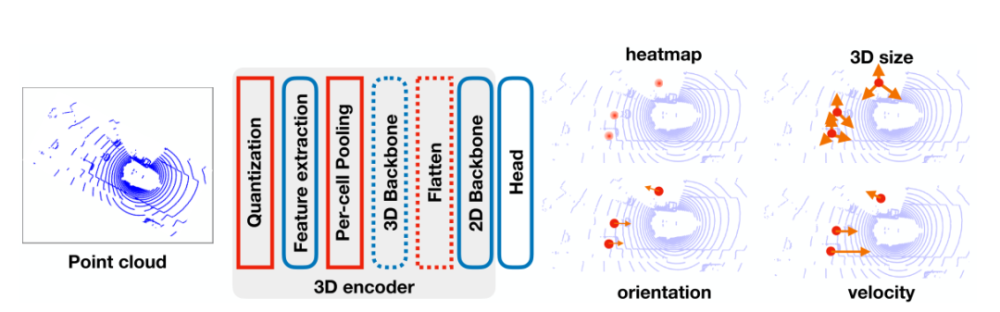 Point cloud
Quantization
Feature extraction
Per-cell Pooling
3D Backbone
Flatten
2D Backbone
Head
3D encoder
heatmap
3D size
orientation
velocity